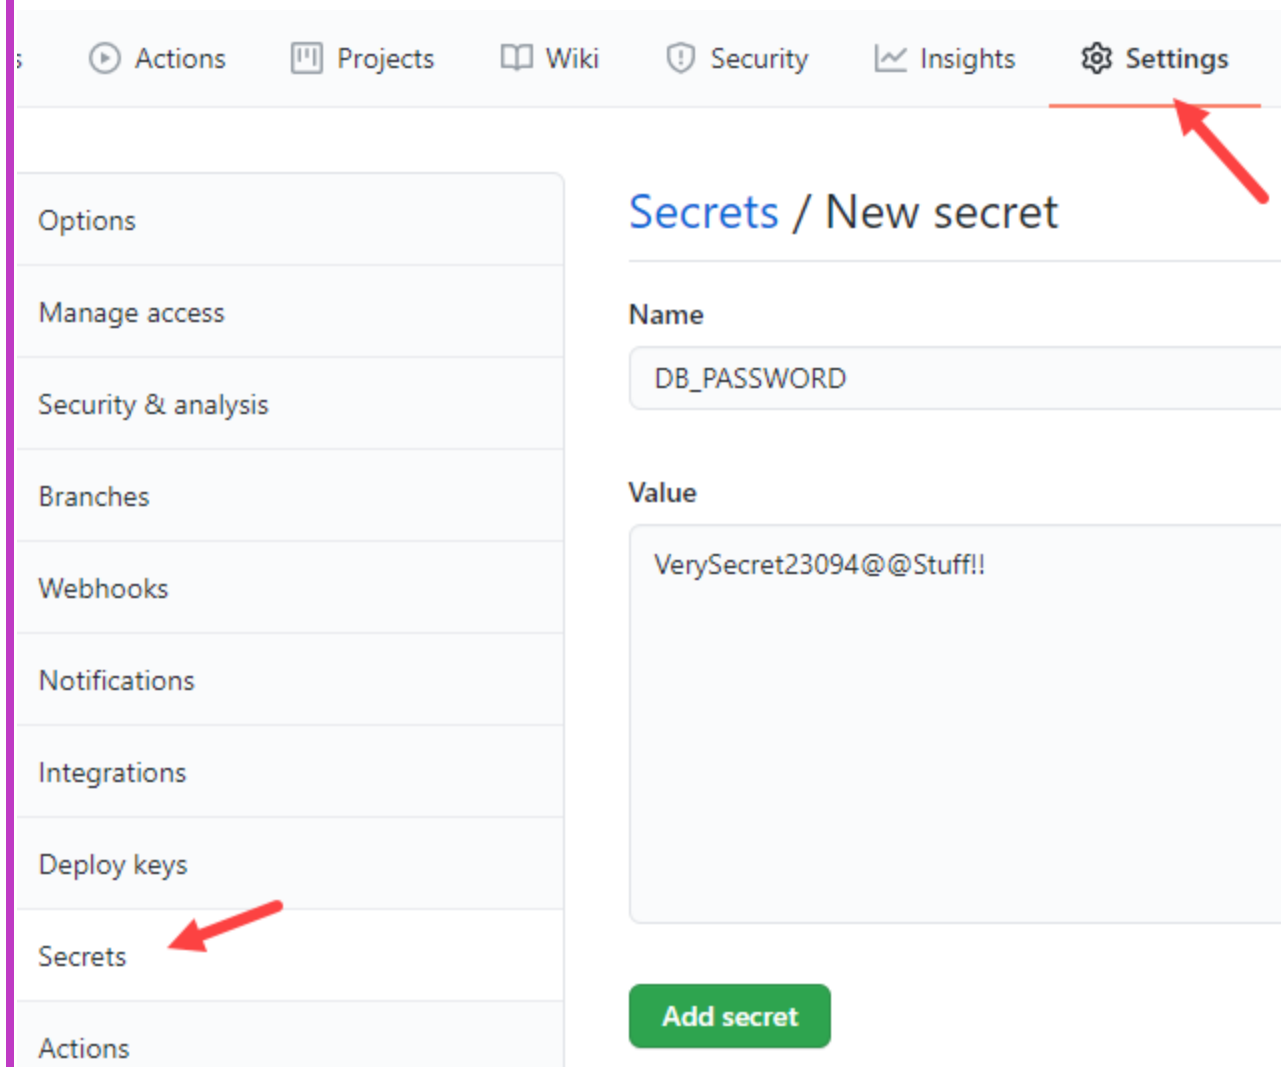 s Actions Projects Wiki Security Insights Settings
Options
Manage access
Security & analysis
Branches
Webhooks
Notifications
Integrations
Deploy keys
Secrets
Actions
Secrets / New secret
Name
DB_PASSWORD
Value
VerySecret23094@@Stuff!!
Add secret